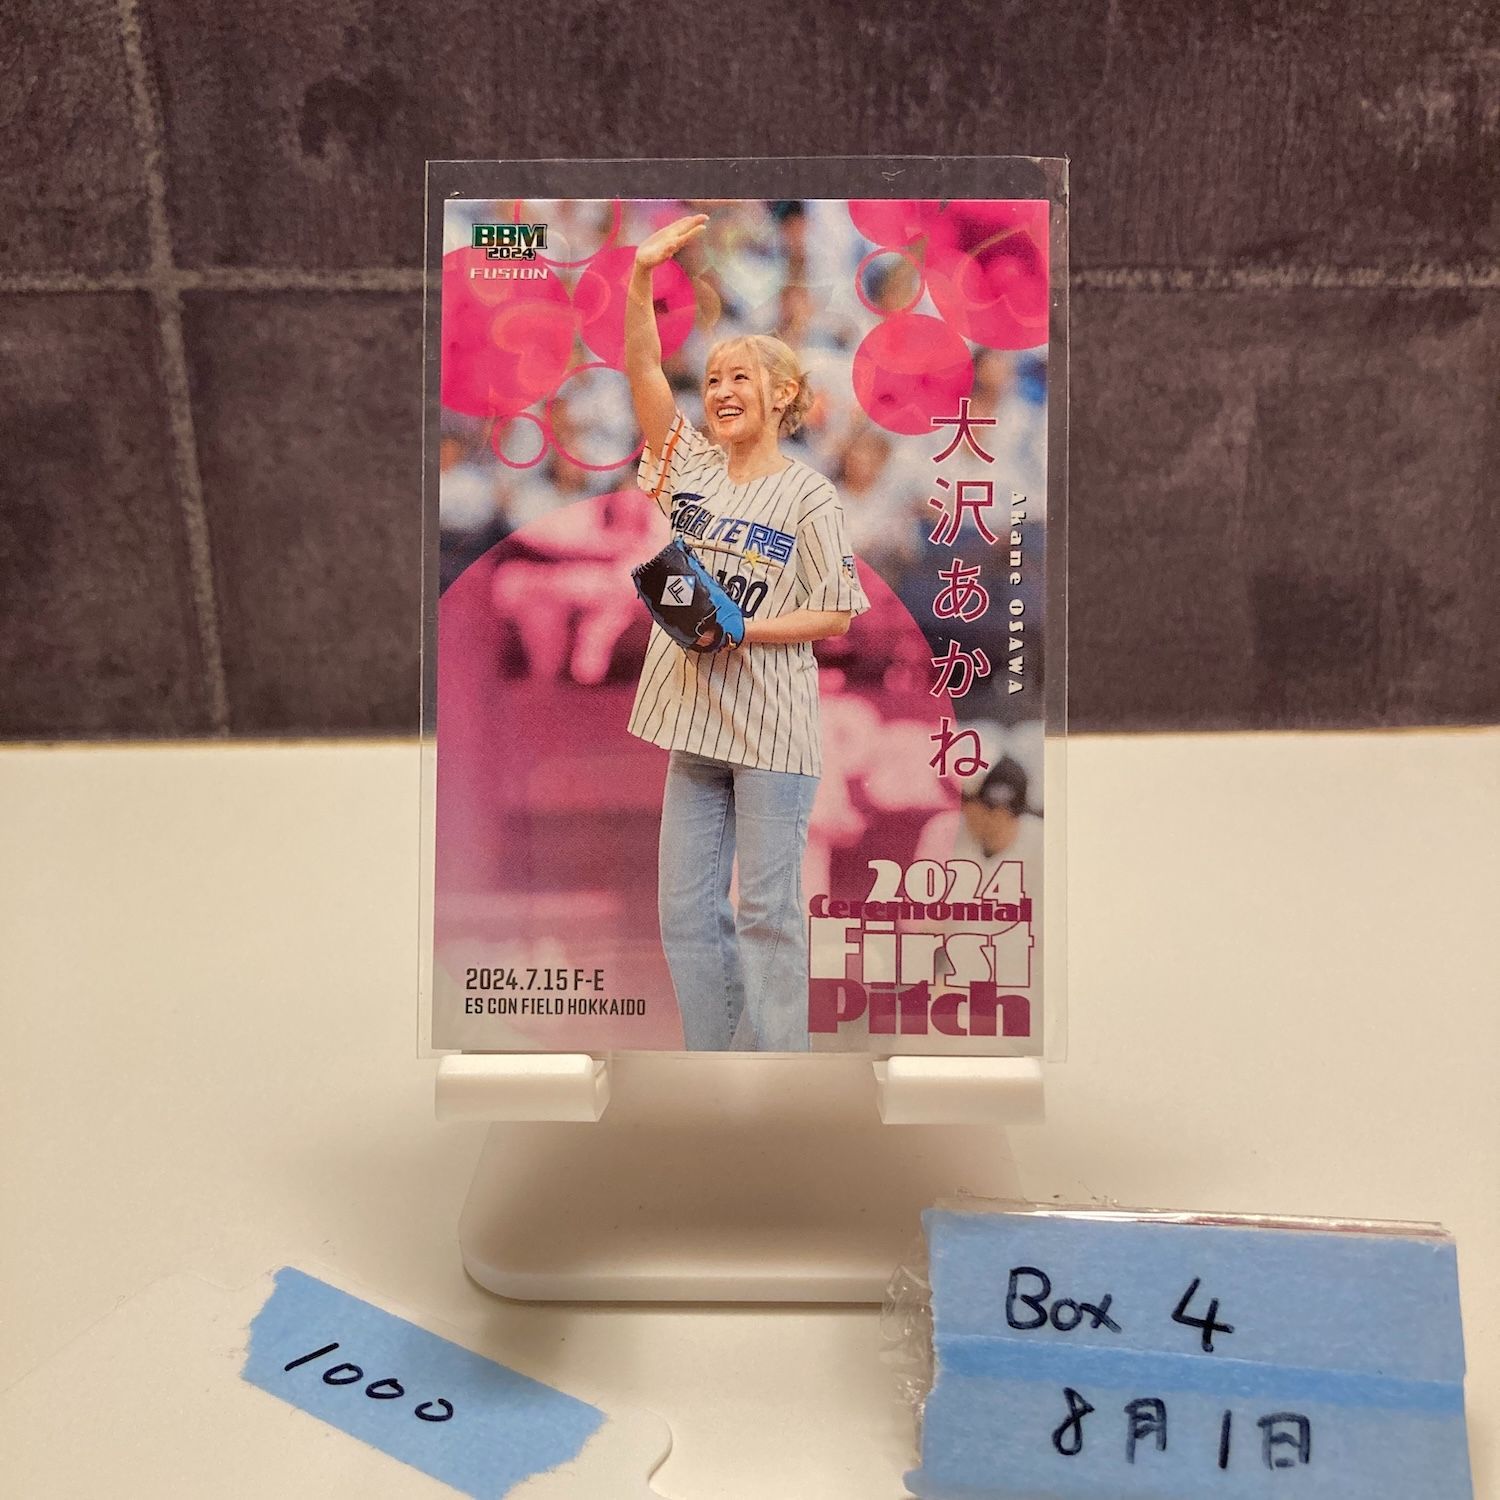 BBM
2024
FUSION
大沢あかね
Akane OSAWA
FIGHTERS
100
2024
Ceremonial
First
Pitch
2024.7.15 F-E
ES CON FIELD HOKKAIDO
1000
Box 4
8月1日